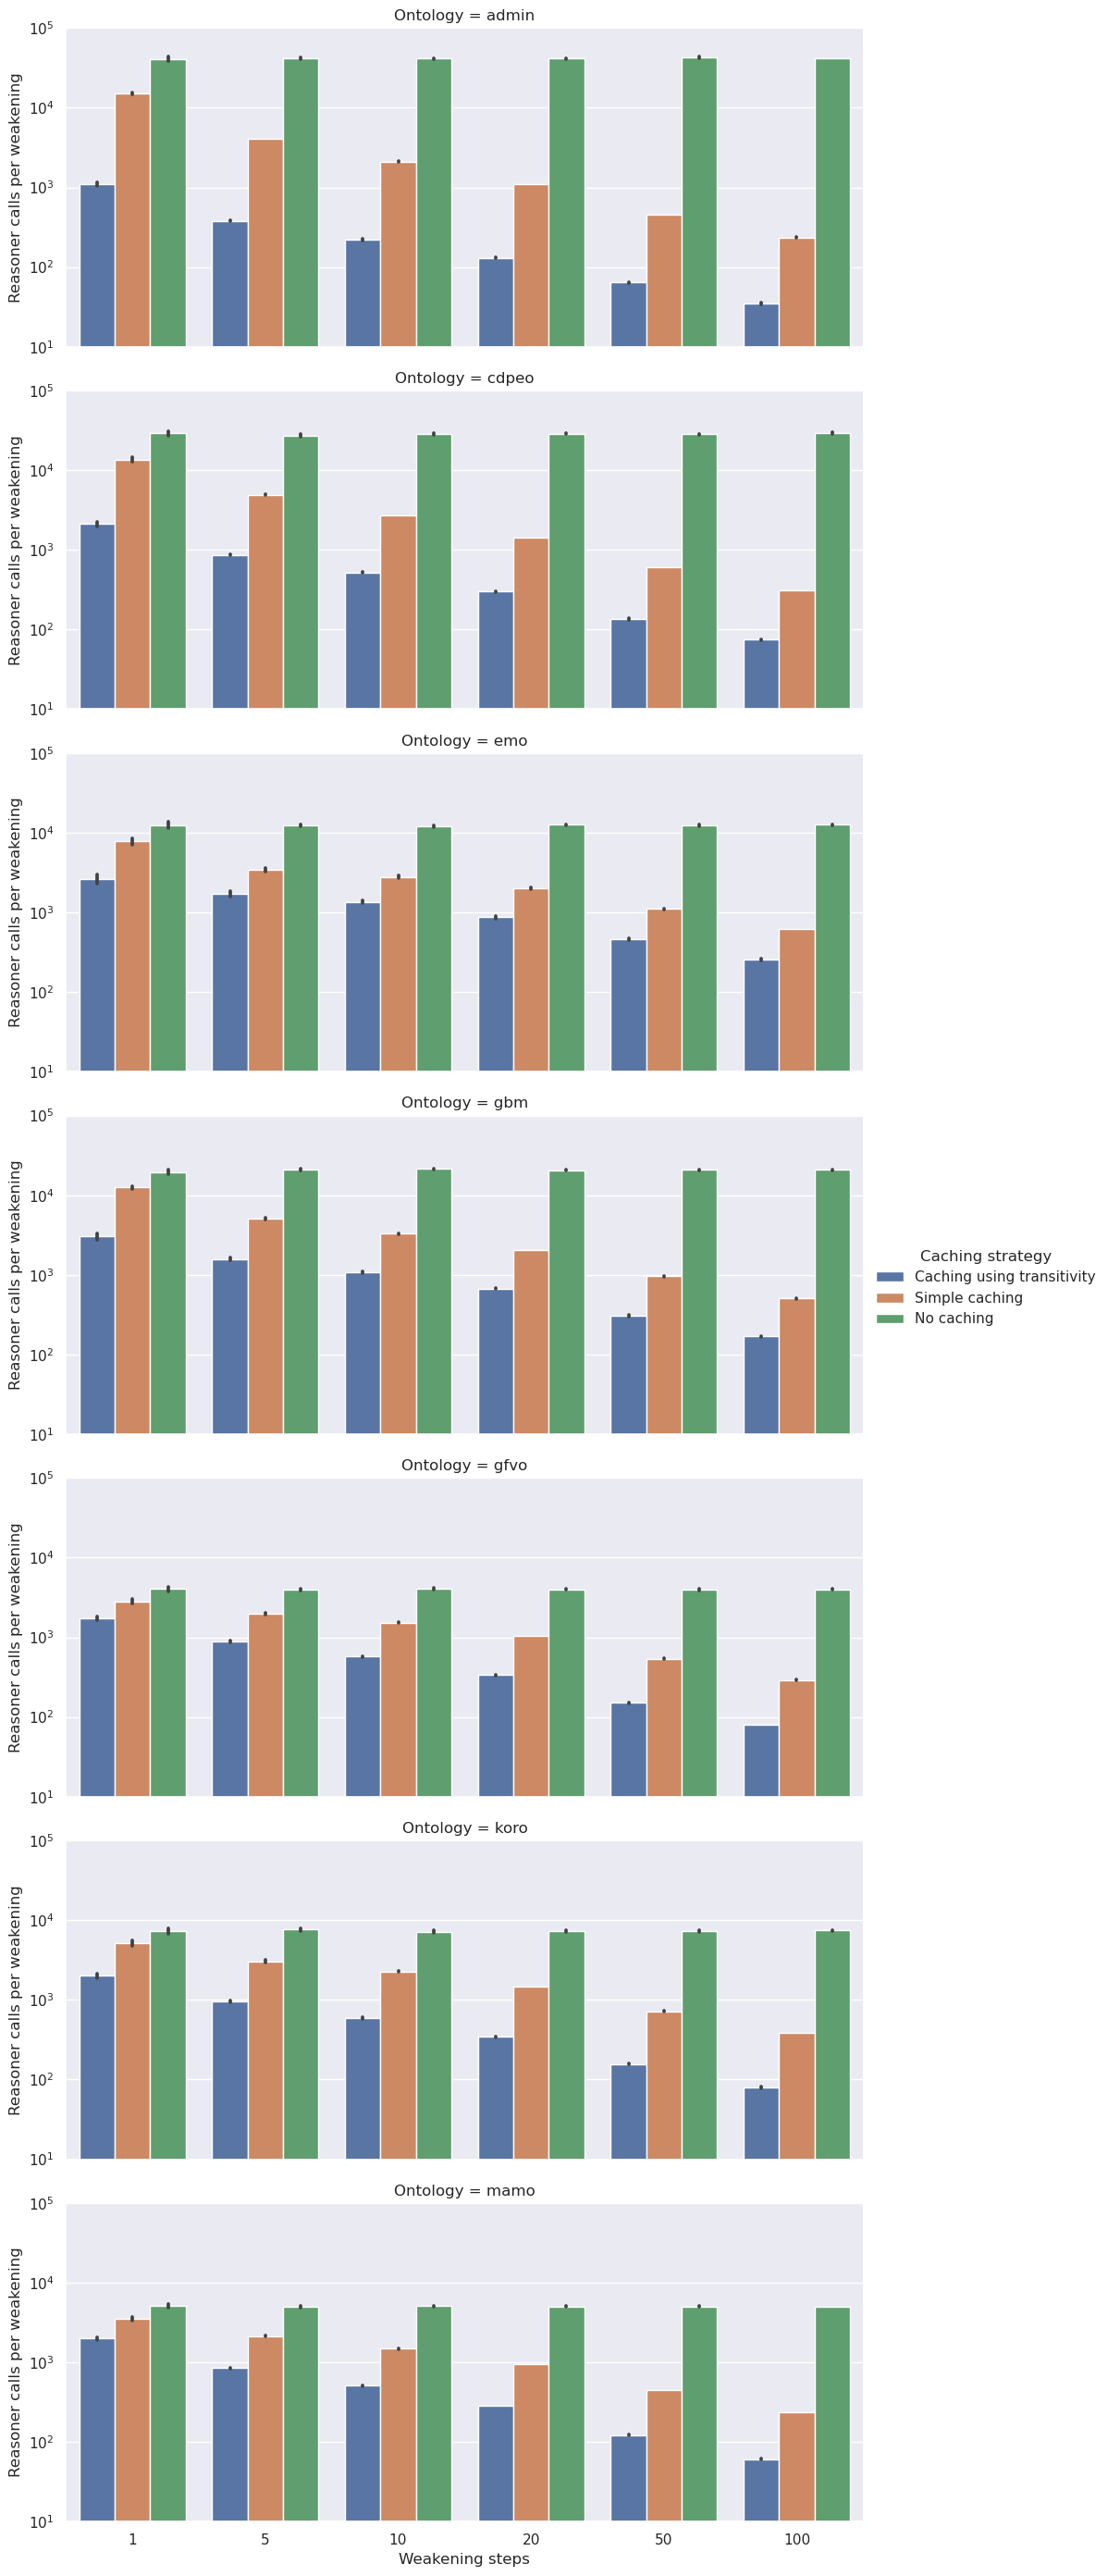 Ontology = admin
Reasoner calls per weakening
10^5
10^4
10^3
10^2
10^1
Ontology = cdpeo
Reasoner calls per weakening
10^5
10^4
10^3
10^2
10^1
Ontology = emo
Reasoner calls per weakening
10^5
10^4
10^3
10^2
10^1
Ontology = gbm
Reasoner calls per weakening
10^5
10^4
10^3
10^2
10^1
Caching strategy
Caching using transitivity
Simple caching
No caching
Ontology = gfvo
Reasoner calls per weakening
10^5
10^4
10^3
10^2
10^1
Ontology = koro
Reasoner calls per weakening
10^5
10^4
10^3
10^2
10^1
Ontology = mamo
Reasoner calls per weakening
10^5
10^4
10^3
10^2
10^1
1 5 10 20 50 100
Weakening steps